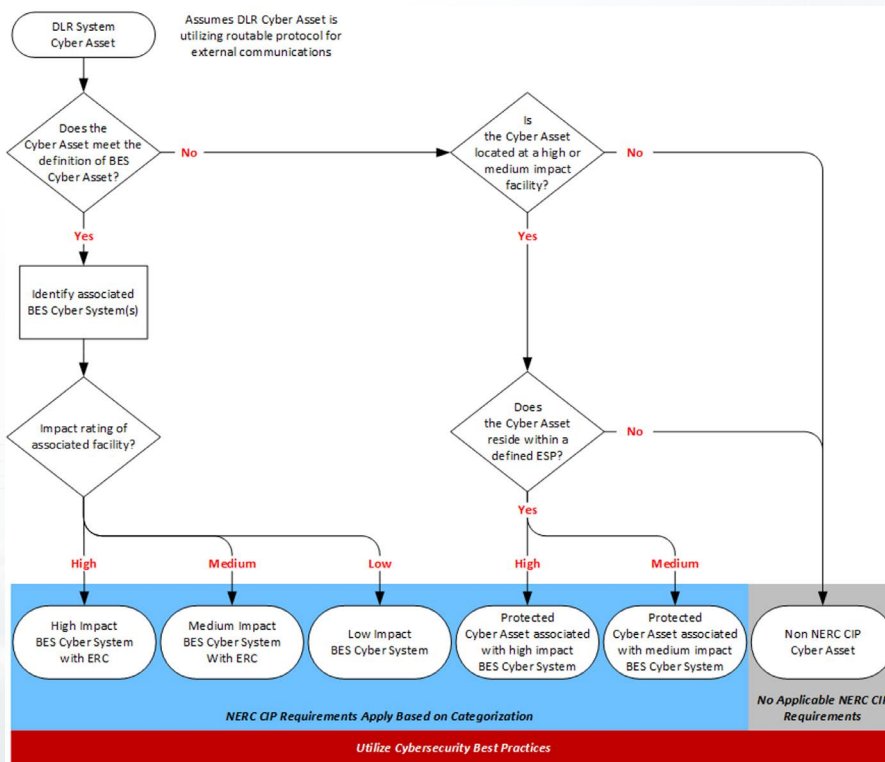 DLR System
Cyber Asset
Assumes DLR Cyber Asset is
utilizing routable protocol for
external communications
Does the
Cyber Asset meet the
definition of BES
Cyber Asset?
No
Is
the Cyber Asset
located at a high or
medium impact
facility?
No
Yes
Yes
Identify associated
BES Cyber System(s)
Impact rating of
associated facility?
Does
the Cyber Asset
reside within a
defined ESP?
No
Yes
High
Medium
Low
High
Medium
High Impact
BES Cyber System
with ERC
Medium Impact
BES Cyber System
With ERC
Low Impact
BES Cyber System
Protected
Cyber Asset associated
with high impact
BES Cyber System
Protected
Cyber Asset associated
with medium impact
BES Cyber System
Non NERC CIP
Cyber Asset
NERC CIP Requirements Apply Based on Categorization
No Applicable NERC CIP
Requirements
Utilize Cybersecurity Best Practices